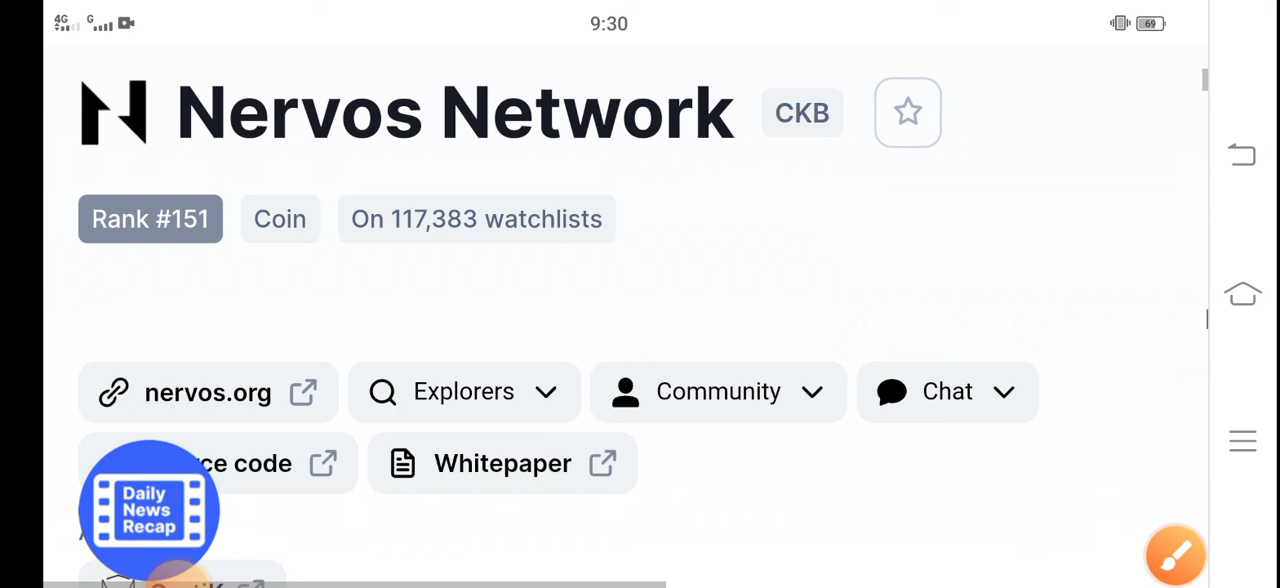 4G G 9:30 69
Nervos Network CKB
Rank #151 Coin On 117,383 watchlists
nervos.org Explorers Community Chat
code Whitepaper
Daily
News
Recap